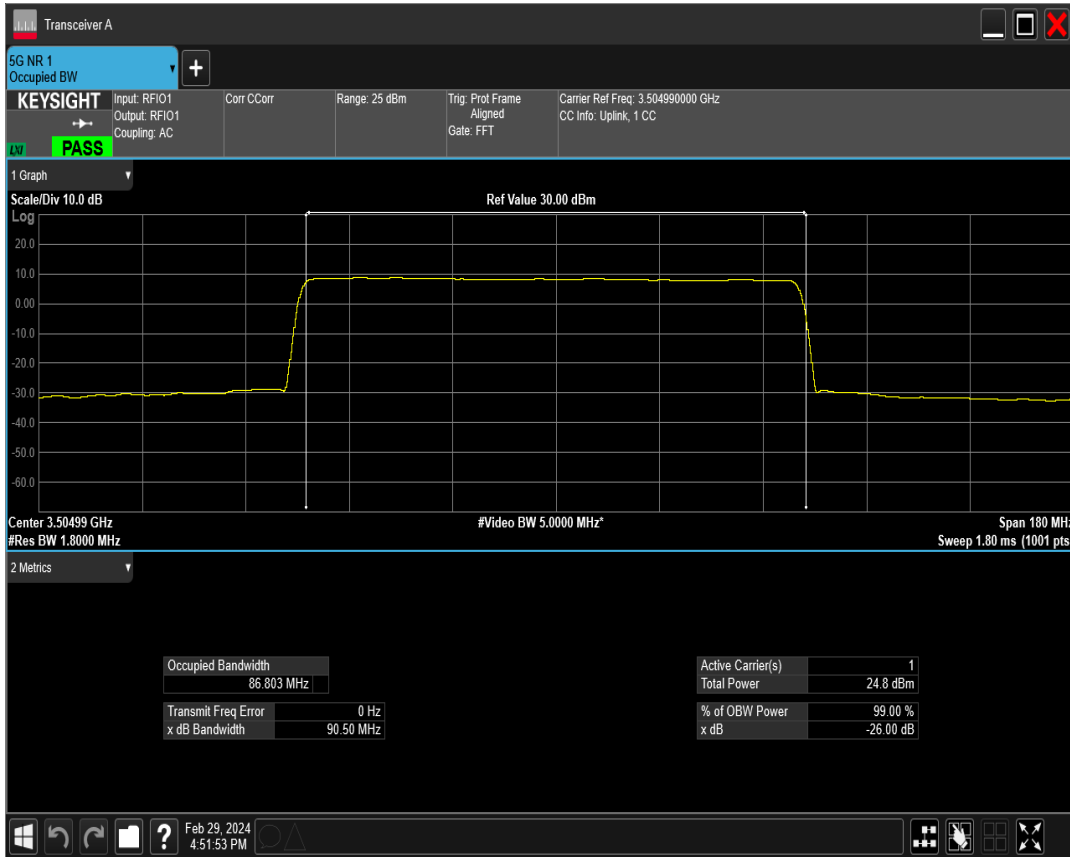 Transceiver A
5G NR 1
Occupied BW
KEYSIGHT
Input: RFIO1
Output: RFIO1
Coupling: AC
Corr CCorr
Range: 25 dBm
Trig: Prot Frame
Aligned
Gate: FFT
Carrier Ref Freq: 3.504990000 GHz
CC Info: Uplink, 1 CC
LXI
PASS
1 Graph
Scale/Div 10.0 dB
Ref Value 30.00 dBm
Log
20.0
10.0
0.00
-10.0
-20.0
-30.0
-40.0
-50.0
-60.0
Center 3.50499 GHz
#Video BW 5.0000 MHz*
Span 180 MHz
#Res BW 1.8000 MHz
Sweep 1.80 ms (1001 pts
2 Metrics
Occupied Bandwidth
86.803 MHz
Transmit Freq Error 0 Hz
x dB Bandwidth 90.50 MHz
Active Carrier(s) 1
Total Power 24.8 dBm
% of OBW Power 99.00 %
x dB -26.00 dB
?
Feb 29, 2024
4:51:53 PM